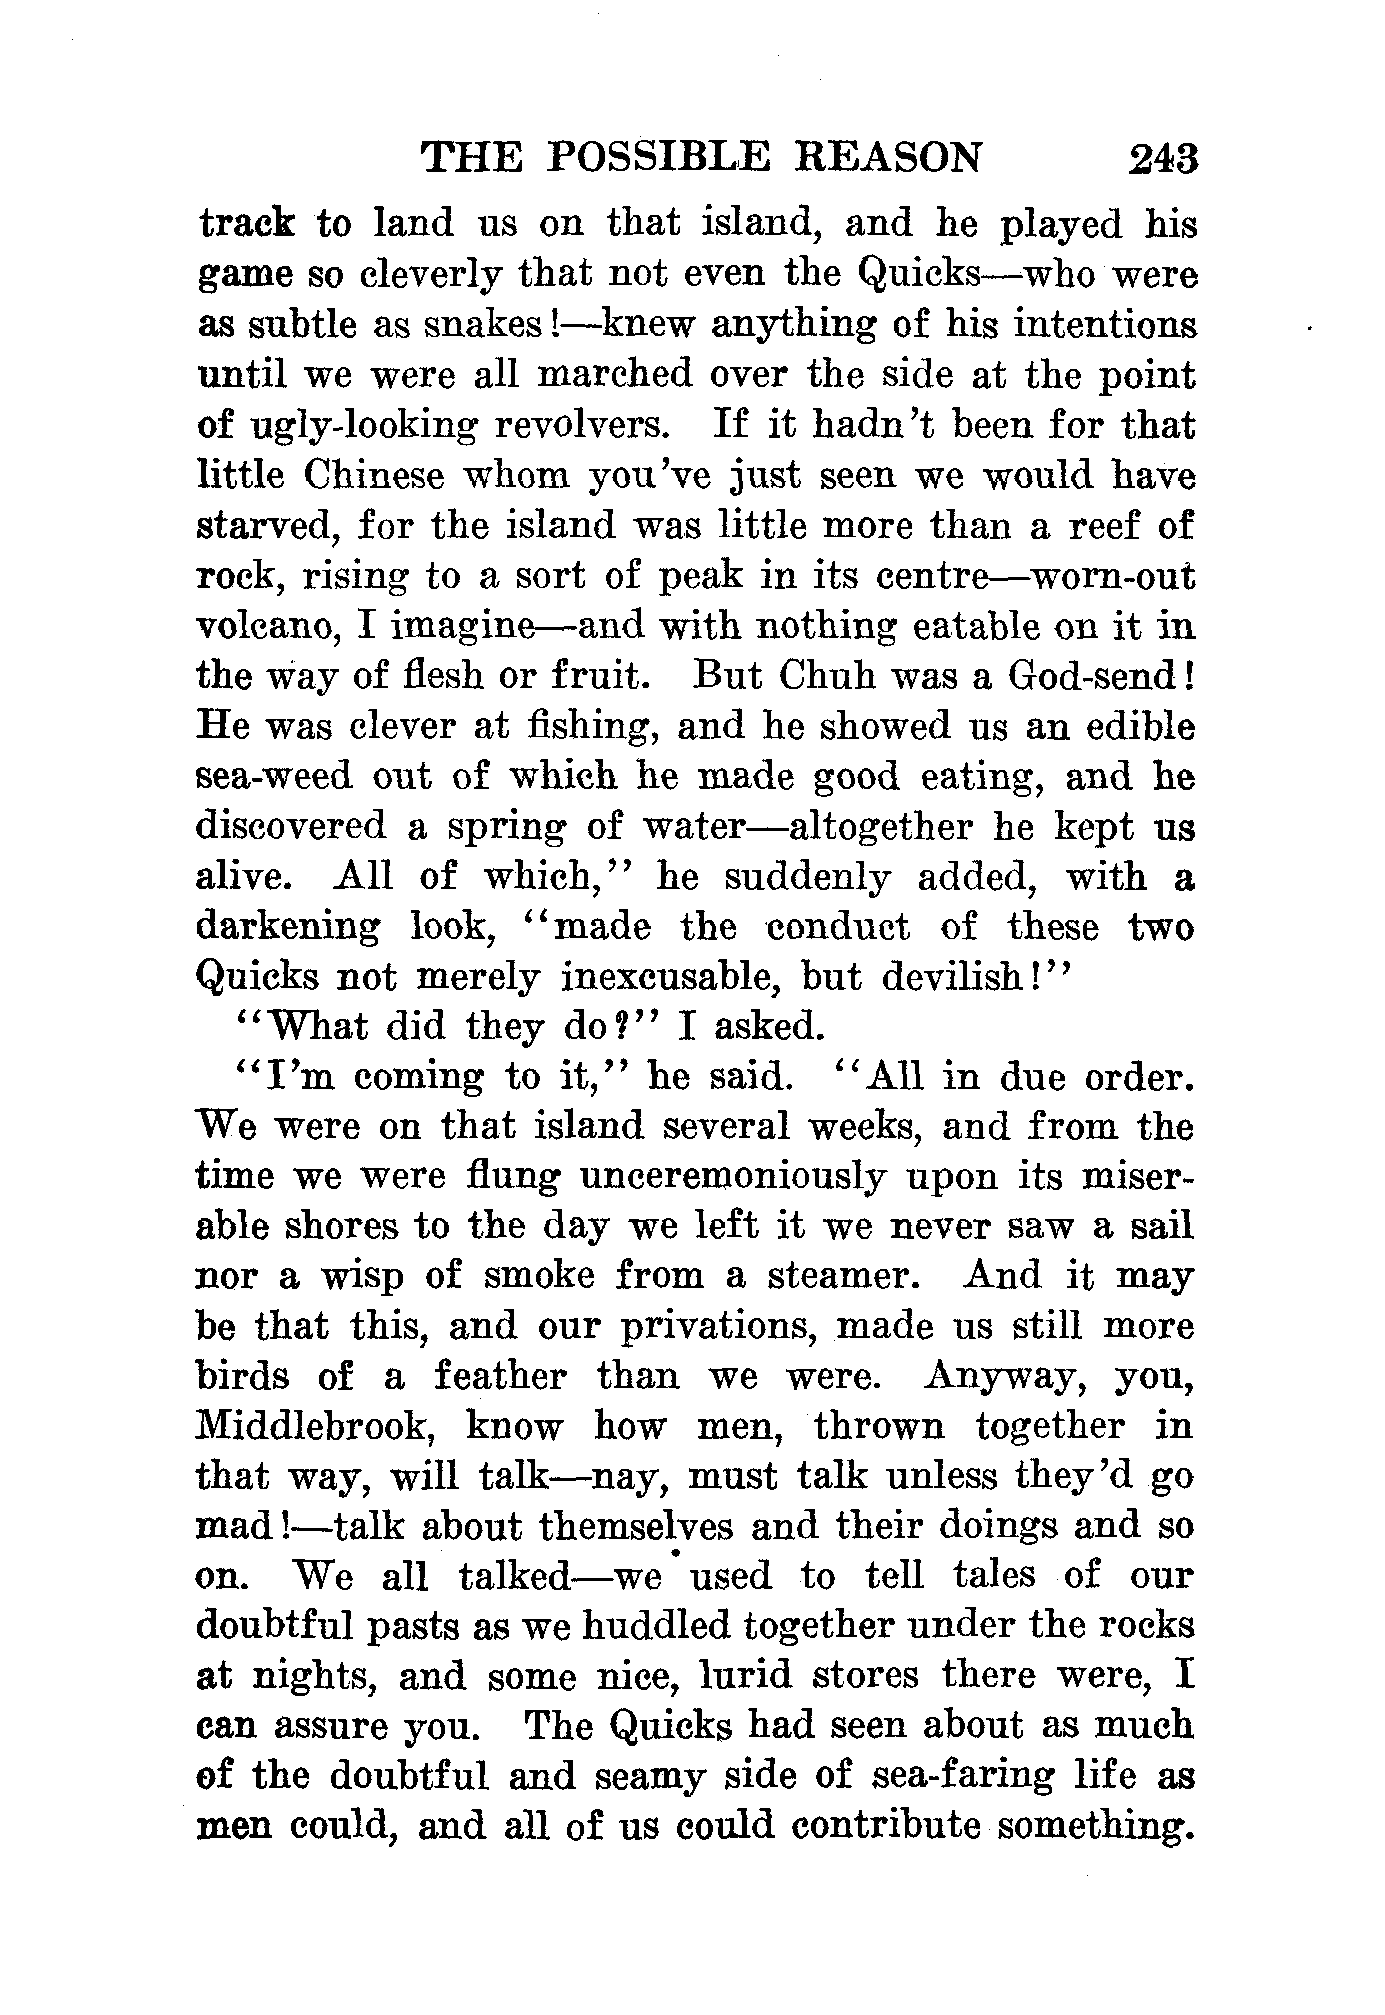 THE POSSIBLE REASON 243
track to land us on that island, and he played his
game so cleverly that not even the Quicks—who were
as subtle as snakes!—knew anything of his intentions
until we were all marched over the side at the point
of ugly-looking revolvers. If it hadn't been for that
little Chinese whom you've just seen we would have
starved, for the island was little more than a reef of
rock, rising to a sort of peak in its centre—worn-out
volcano, I imagine—and with nothing eatable on it in
the way of flesh or fruit. But Chuh was a God-send!
He was clever at fishing, and he showed us an edible
sea-weed out of which he made good eating, and he
discovered a spring of water—altogether he kept us
alive. All of which," he suddenly added, with a
darkening look, "made the conduct of these two
Quicks not merely inexcusable, but devilish!"
"What did they do?" I asked.
"I'm coming to it," he said. "All in due order.
We were on that island several weeks, and from the
time we were flung unceremoniously upon its miser-
able shores to the day we left it we never saw a sail
nor a wisp of smoke from a steamer. And it may
be that this, and our privations, made us still more
birds of a feather than we were. Anyway, you,
Middlebrook, know how men, thrown together in
that way, will talk—nay, must talk unless they'd go
mad!—talk about themselves and their doings and so
on. We all talked—we used to tell tales of our
doubtful pasts as we huddled together under the rocks
at nights, and some nice, lurid stores there were, I
can assure you. The Quicks had seen about as much
of the doubtful and seamy side of sea-faring life as
men could, and all of us could contribute something.